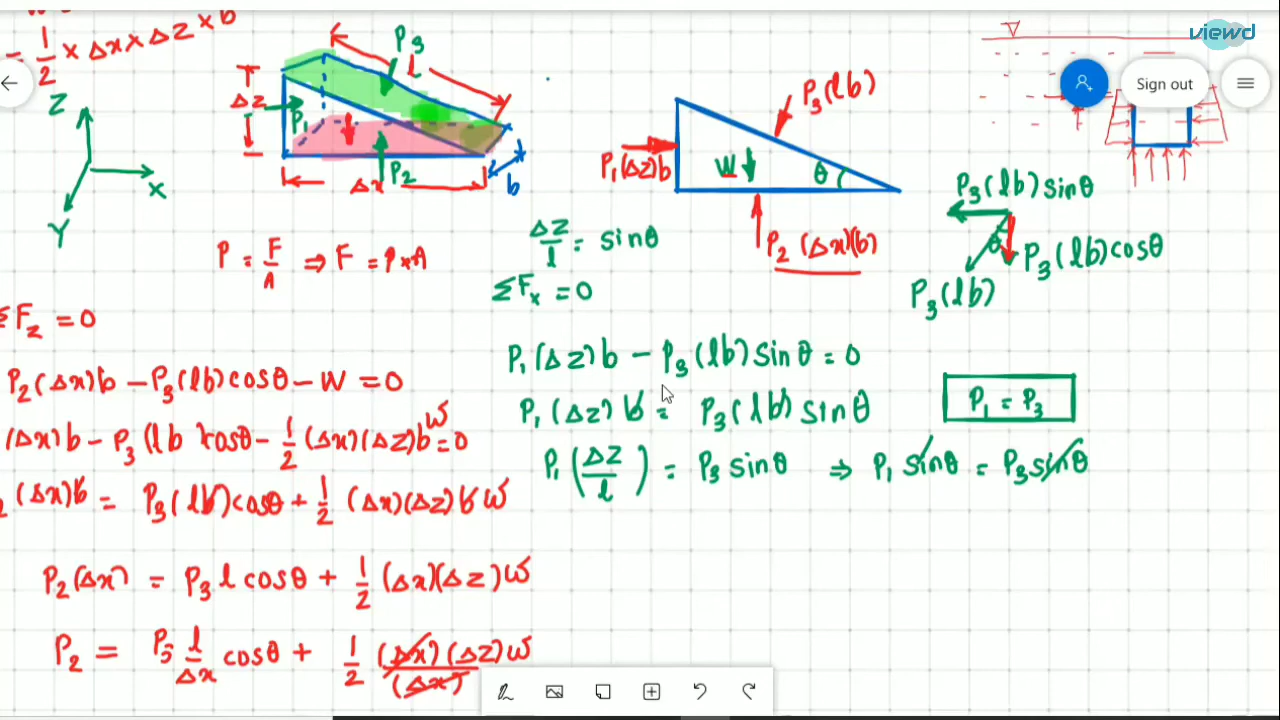 viewd
Sign out
= 1/2 × Δx × Δz × b
Z
X
Y
Δz
P₁
P₃
l
P₂
Δx
b
P₁(Δz)b
P₃(lb)
W
θ
P₂ (Δx)(b)
P₃(lb)sinθ
θ
P₃(lb)cosθ
P₃(lb)
P = F/A ⇒ F = P×A
Δz/l = sinθ
ΣFₓ = 0
P₁(Δz)b − P₃(lb)sinθ = 0
P₁(Δz)b = P₃(lb)sinθ
P₁(Δz/l) = P₃ sinθ ⇒ P₁ sinθ = P₃ sinθ
P₁ = P₃
ΣF_z = 0
P₂(Δx)b − P₃(lb)cosθ − W = 0
(Δx)b − P₃(lb)cosθ − 1/2 (Δx)(Δz)b w = 0
₂(Δx)b = P₃(lb)cosθ + 1/2 (Δx)(Δz)b w
P₂(Δx) = P₃ l cosθ + 1/2 (Δx)(Δz)w
P₂ = P₃ l/Δx cosθ + 1/2 (Δx)(Δz)w/(Δx)